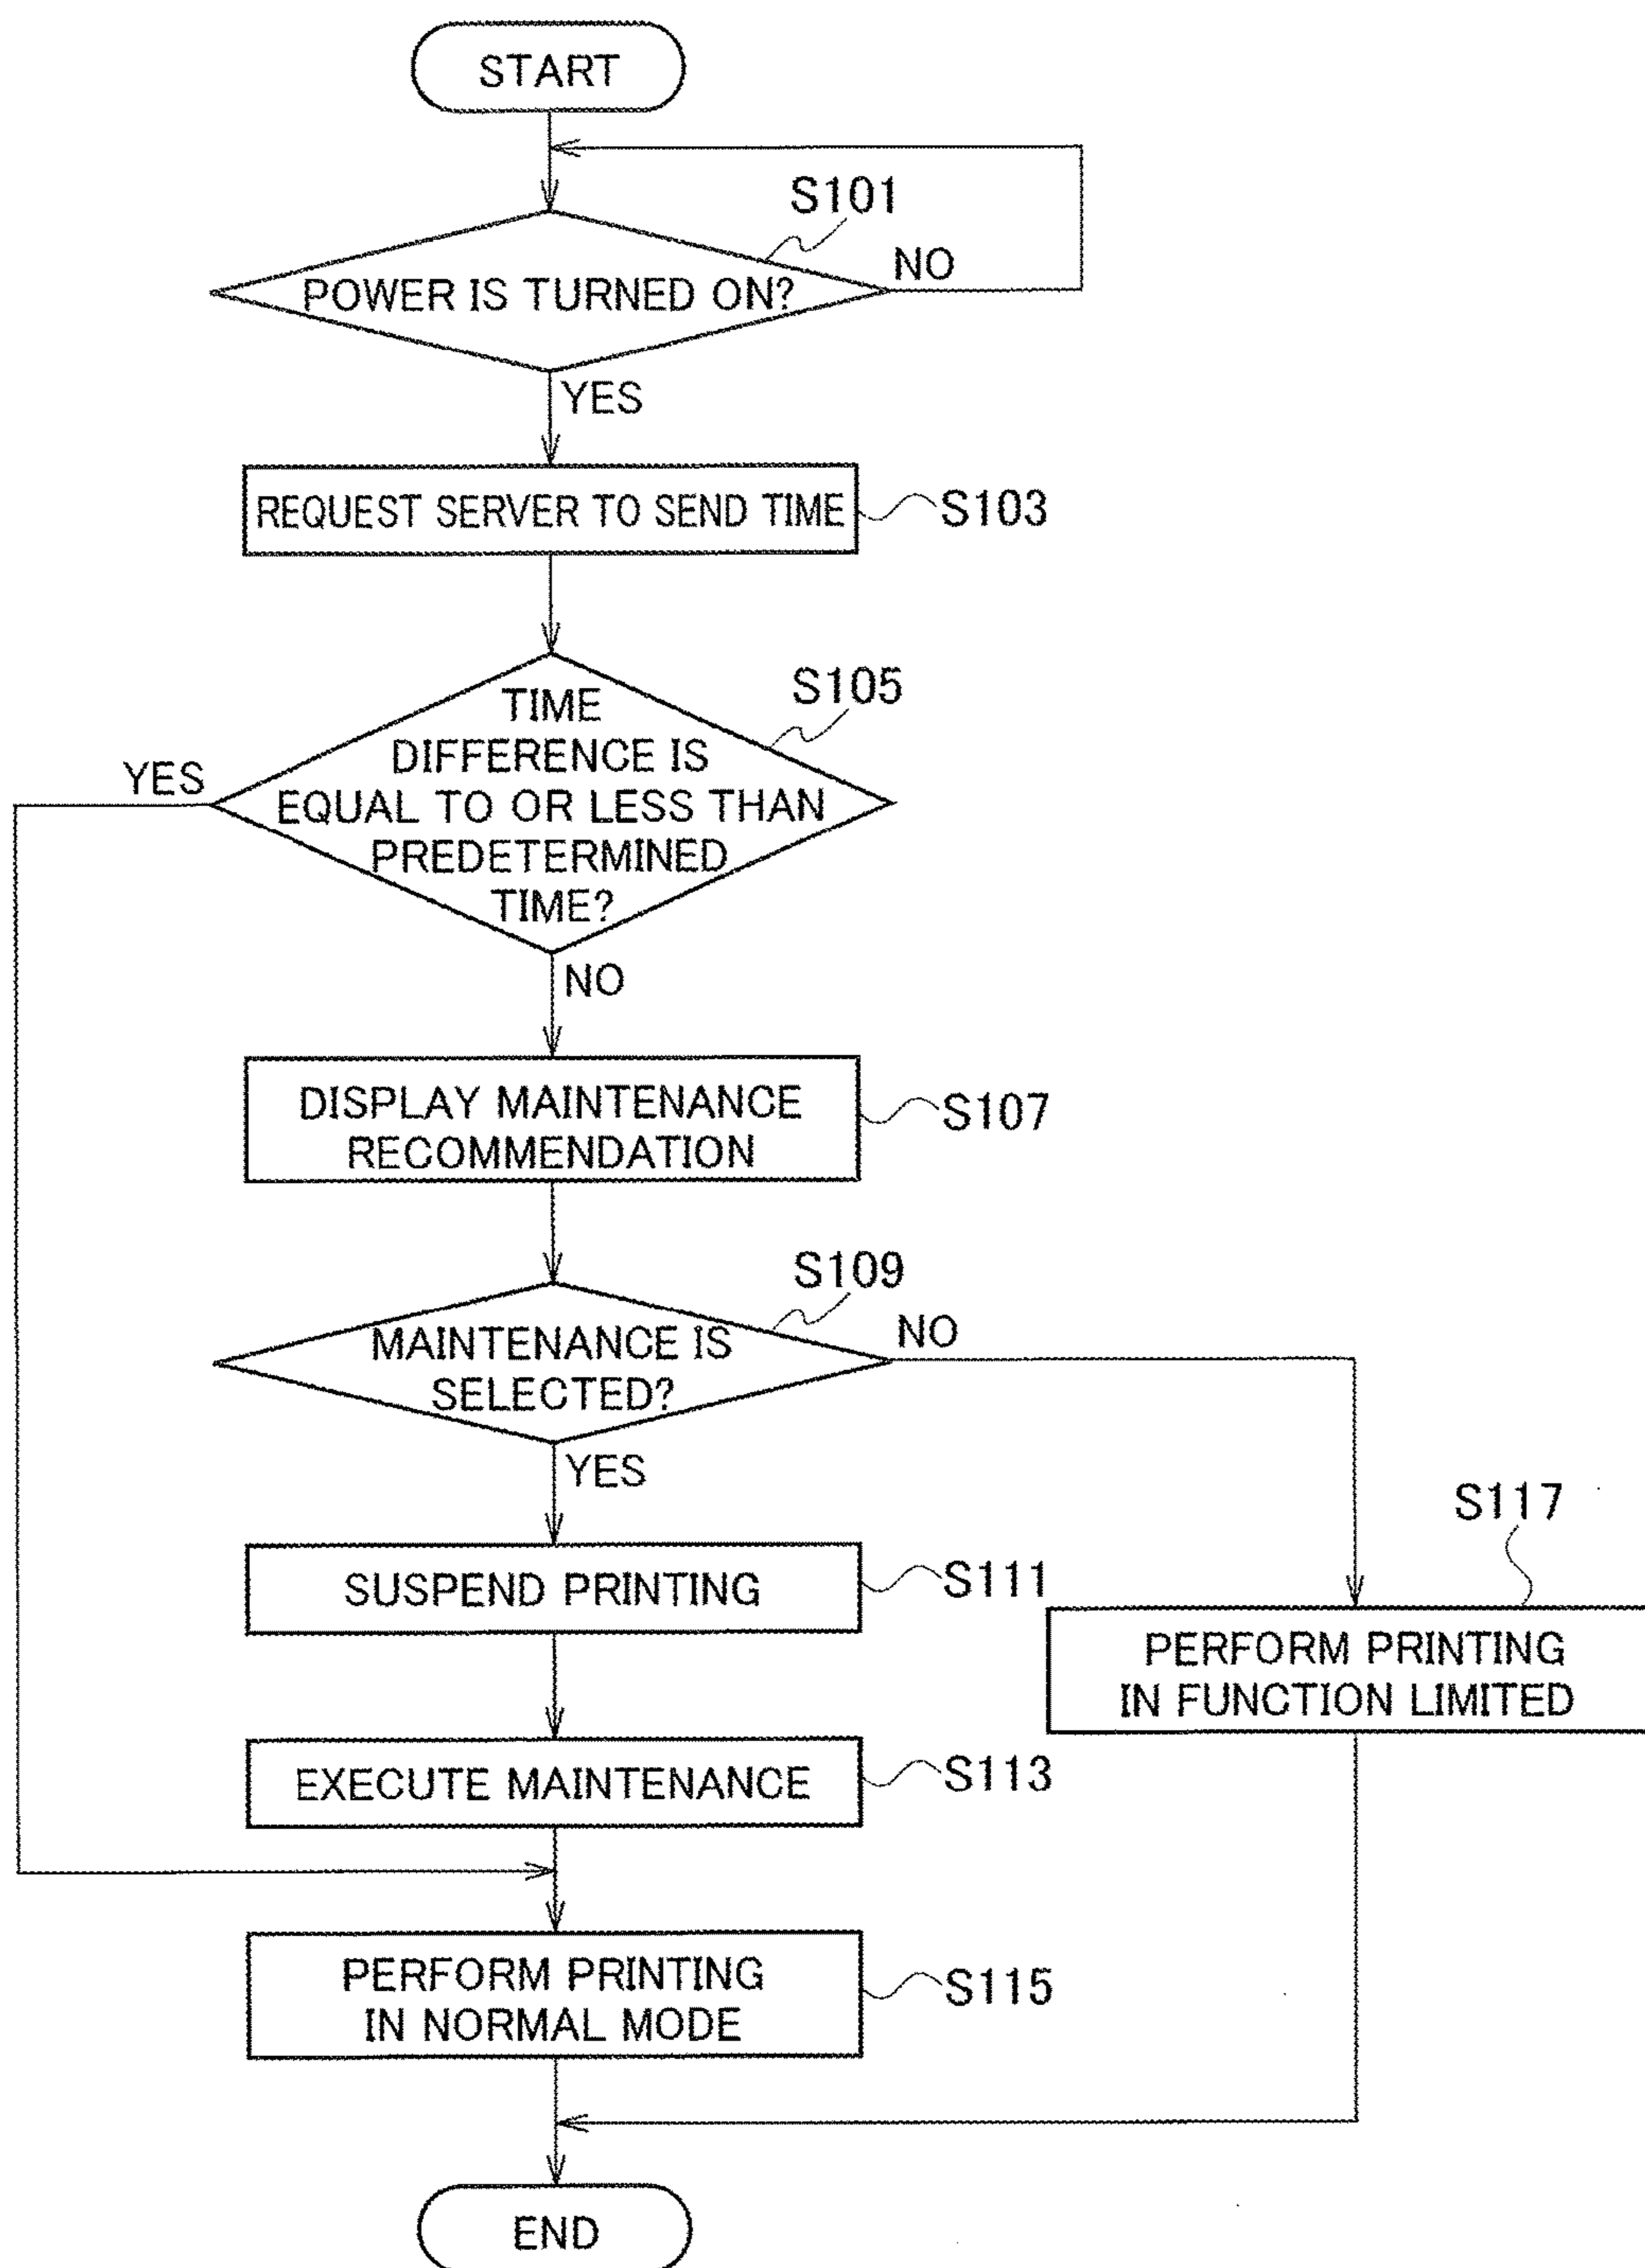 START
S101
POWER IS TURNED ON?
NO
YES
REQUEST SERVER TO SEND TIME
S103
S105
TIME
DIFFERENCE IS
EQUAL TO OR LESS THAN
PREDETERMINED
TIME?
YES
NO
DISPLAY MAINTENANCE
RECOMMENDATION
S107
S109
MAINTENANCE IS
SELECTED?
NO
YES
SUSPEND PRINTING
S111
S117
PERFORM PRINTING
IN FUNCTION LIMITED
EXECUTE MAINTENANCE
S113
PERFORM PRINTING
IN NORMAL MODE
S115
END